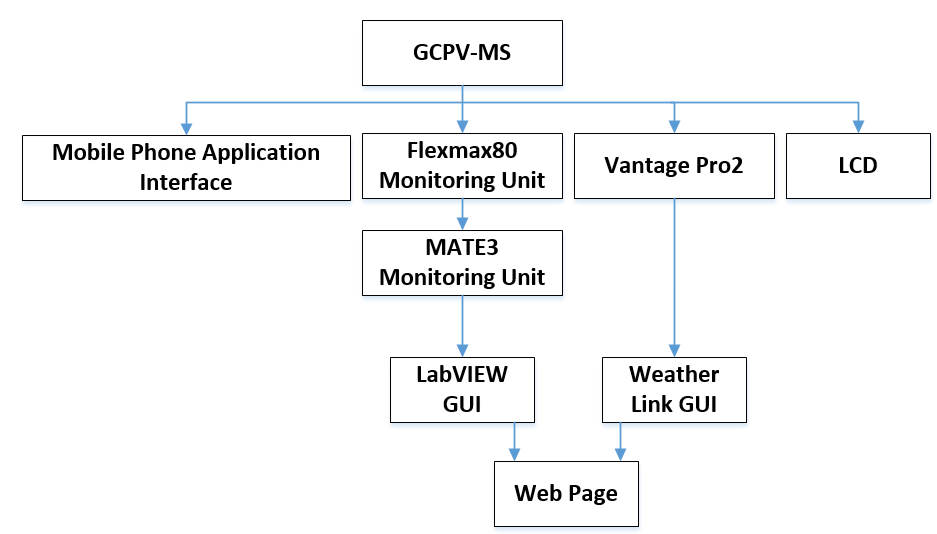 GCPV-MS
Mobile Phone Application
Interface
Flexmax80
Monitoring Unit
Vantage Pro2
LCD
MATE3
Monitoring Unit
LabVIEW
GUI
Weather
Link GUI
Web Page